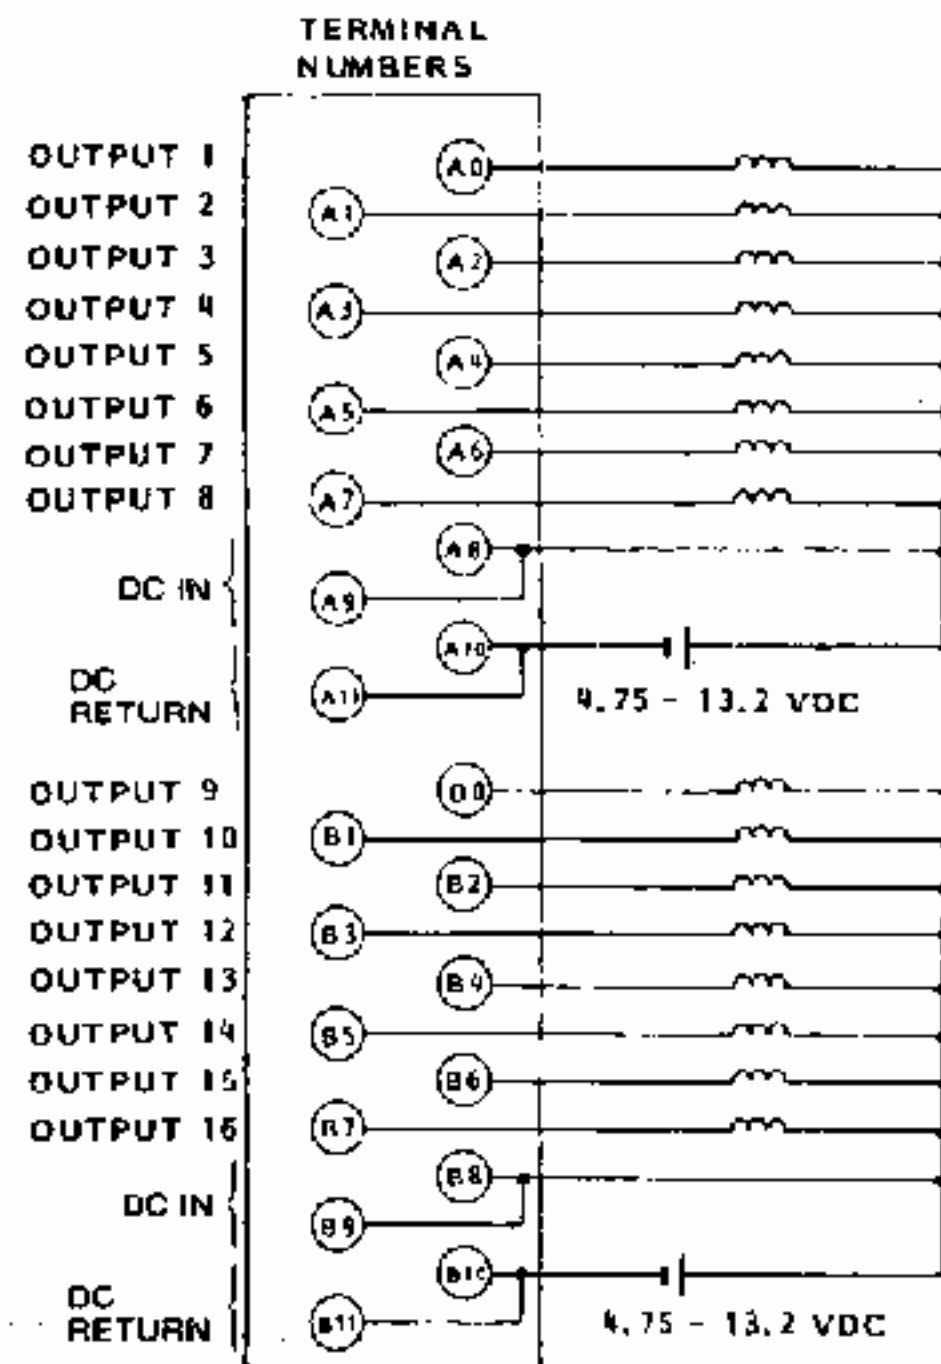 TERMINAL
NUMBERS
OUTPUT 1 A0
OUTPUT 2 A1
OUTPUT 3 A2
OUTPUT 4 A3
OUTPUT 5 A4
OUTPUT 6 A5
OUTPUT 7 A6
OUTPUT 8 A7
A8
DC IN
A9
A10
DC
RETURN
A11
4.75 - 13.2 VDC
OUTPUT 9
OUTPUT 10 B1
OUTPUT 11 B2
OUTPUT 12 B3
OUTPUT 13 B4
OUTPUT 14 B5
OUTPUT 15 B6
OUTPUT 16 B7
B8
DC IN
B9
B10
DC
RETURN
B11
4.75 - 13.2 VDC